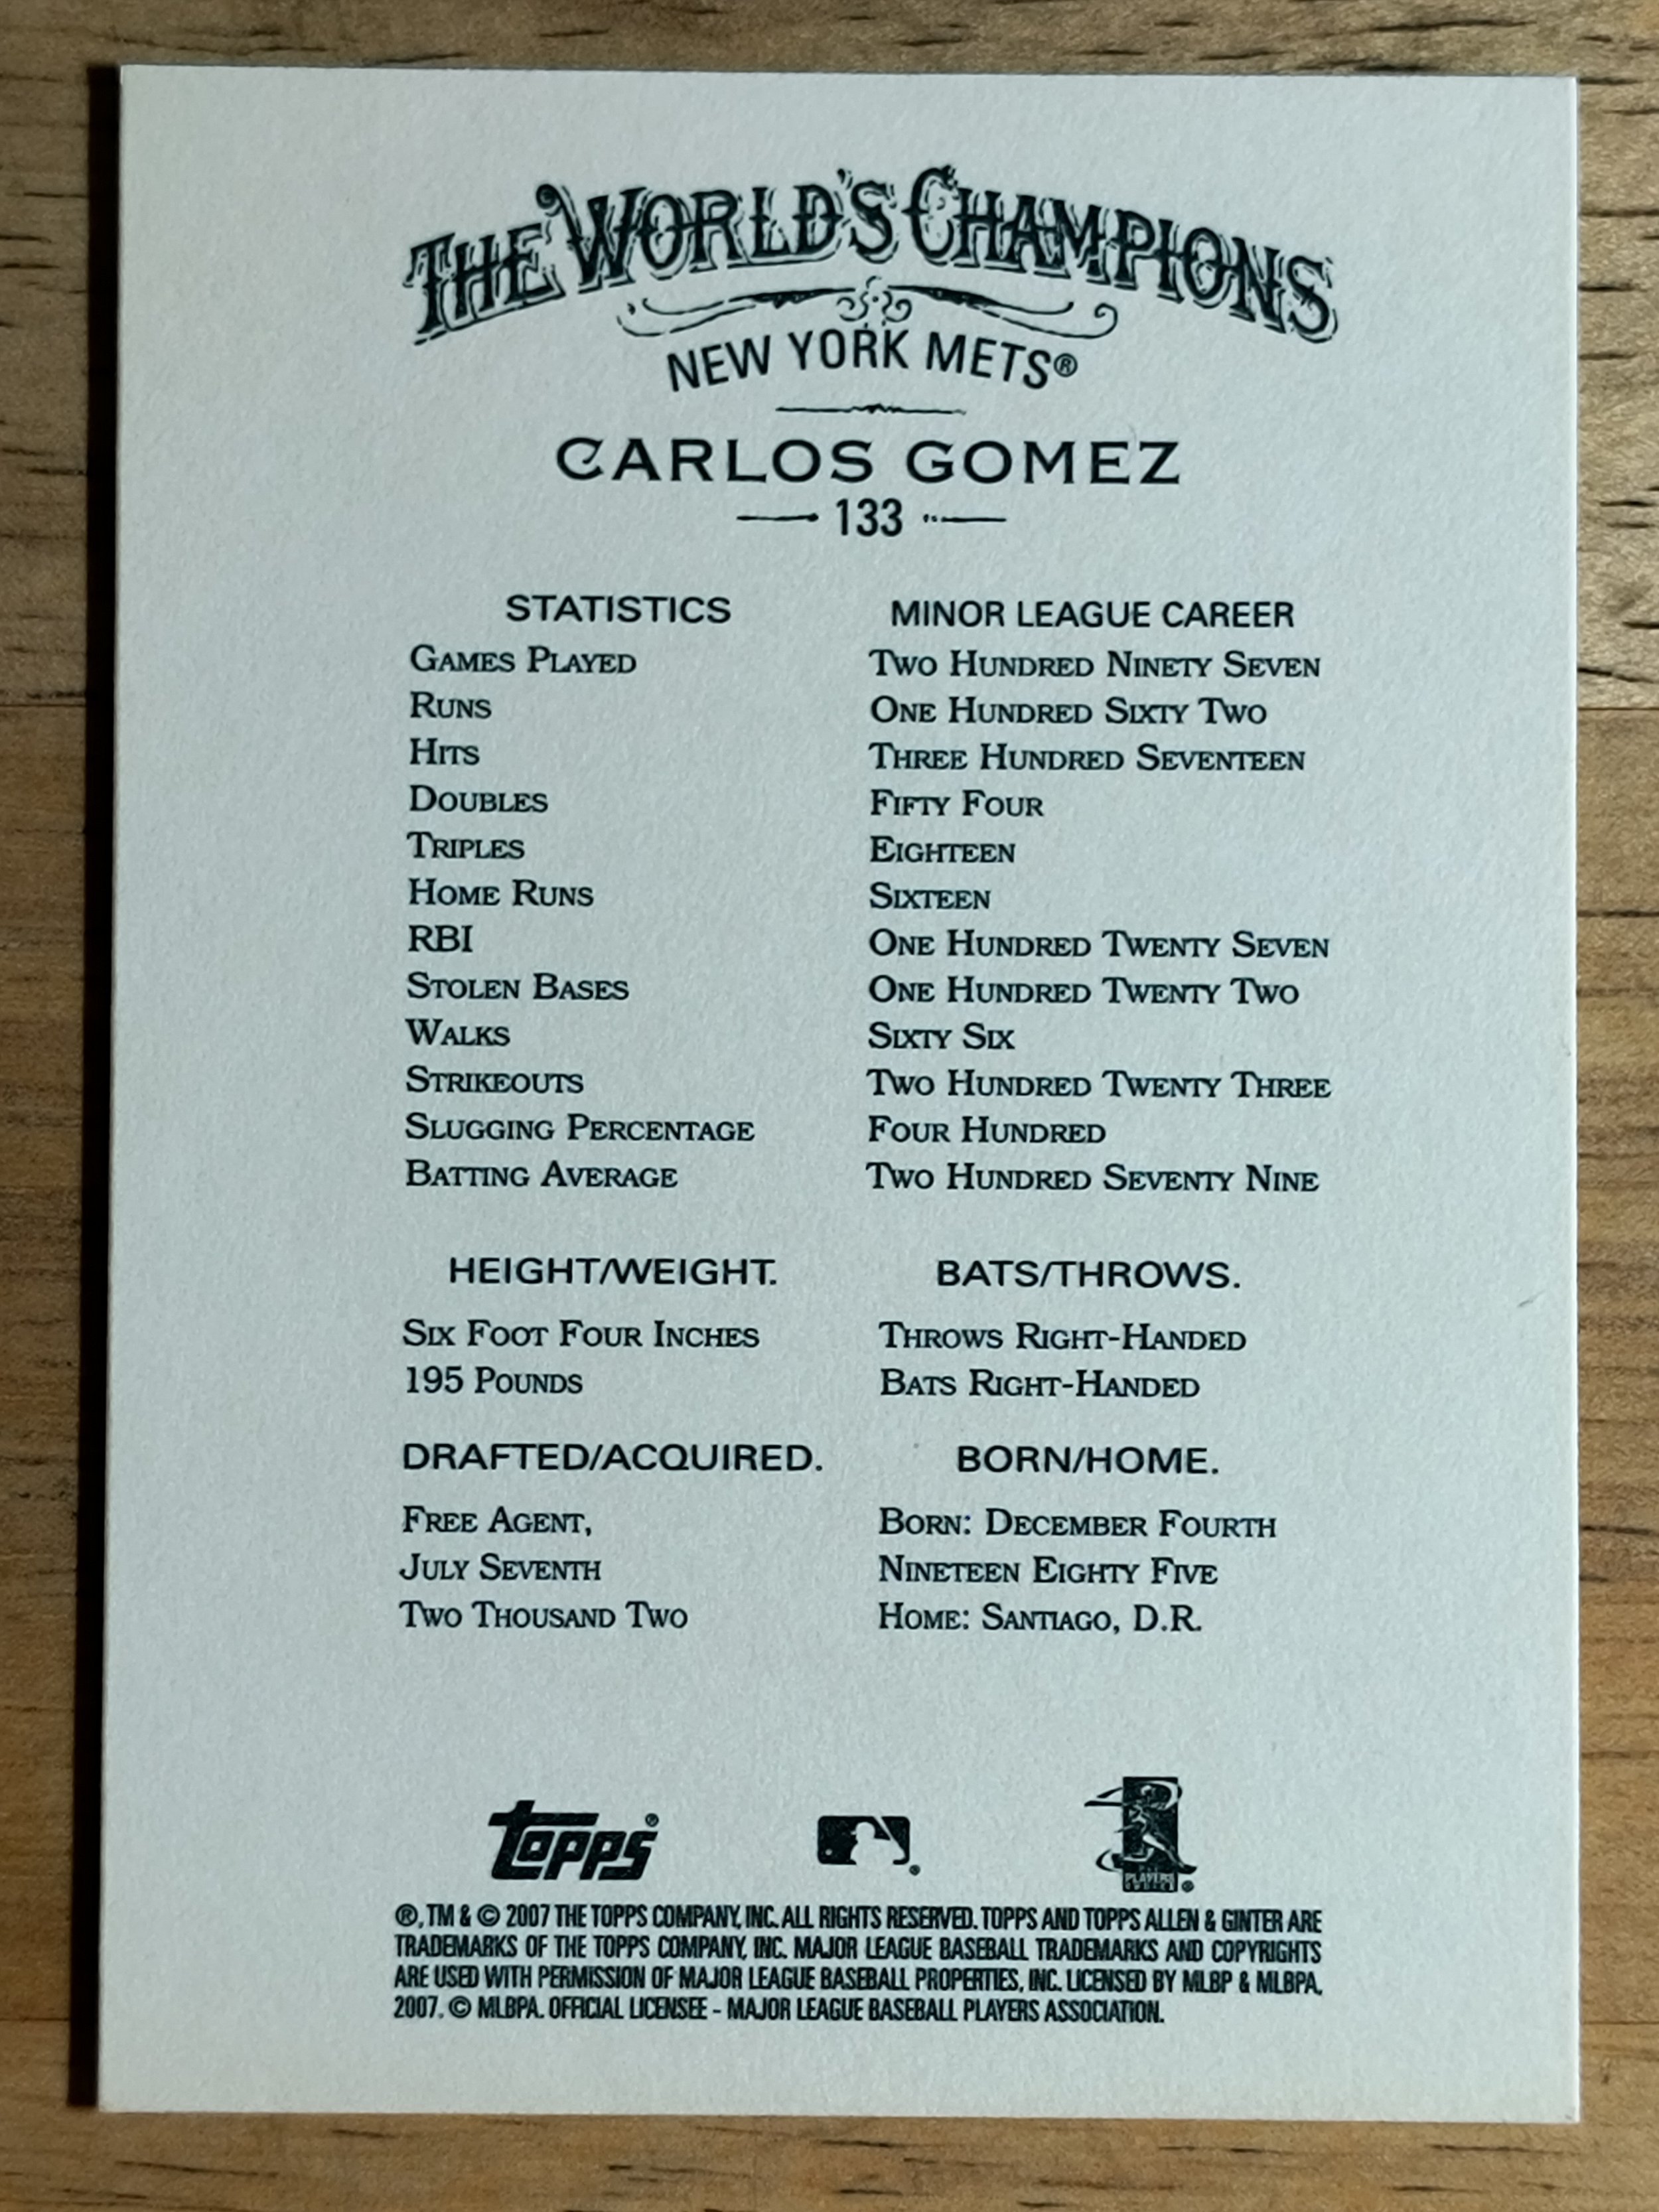 THE WORLD'S CHAMPIONS
NEW YORK METS®
CARLOS GOMEZ
133
STATISTICS MINOR LEAGUE CAREER
GAMES PLAYED TWO HUNDRED NINETY SEVEN
RUNS ONE HUNDRED SIXTY TWO
HITS THREE HUNDRED SEVENTEEN
DOUBLES FIFTY FOUR
TRIPLES EIGHTEEN
HOME RUNS SIXTEEN
RBI ONE HUNDRED TWENTY SEVEN
STOLEN BASES ONE HUNDRED TWENTY TWO
WALKS SIXTY SIX
STRIKEOUTS TWO HUNDRED TWENTY THREE
SLUGGING PERCENTAGE FOUR HUNDRED
BATTING AVERAGE TWO HUNDRED SEVENTY NINE
HEIGHT/WEIGHT. BATS/THROWS.
SIX FOOT FOUR INCHES THROWS RIGHT-HANDED
195 POUNDS BATS RIGHT-HANDED
DRAFTED/ACQUIRED. BORN/HOME.
FREE AGENT, BORN: DECEMBER FOURTH
JULY SEVENTH NINETEEN EIGHTY FIVE
TWO THOUSAND TWO HOME: SANTIAGO, D.R.
Topps® ® PLAYERS CHOICE ®
®, TM & © 2007 THE TOPPS COMPANY, INC. ALL RIGHTS RESERVED. TOPPS AND TOPPS ALLEN & GINTER ARE
TRADEMARKS OF THE TOPPS COMPANY, INC. MAJOR LEAGUE BASEBALL TRADEMARKS AND COPYRIGHTS
ARE USED WITH PERMISSION OF MAJOR LEAGUE BASEBALL PROPERTIES, INC. LICENSED BY MLBP & MLBPA,
2007. © MLBPA. OFFICIAL LICENSEE - MAJOR LEAGUE BASEBALL PLAYERS ASSOCIATION.